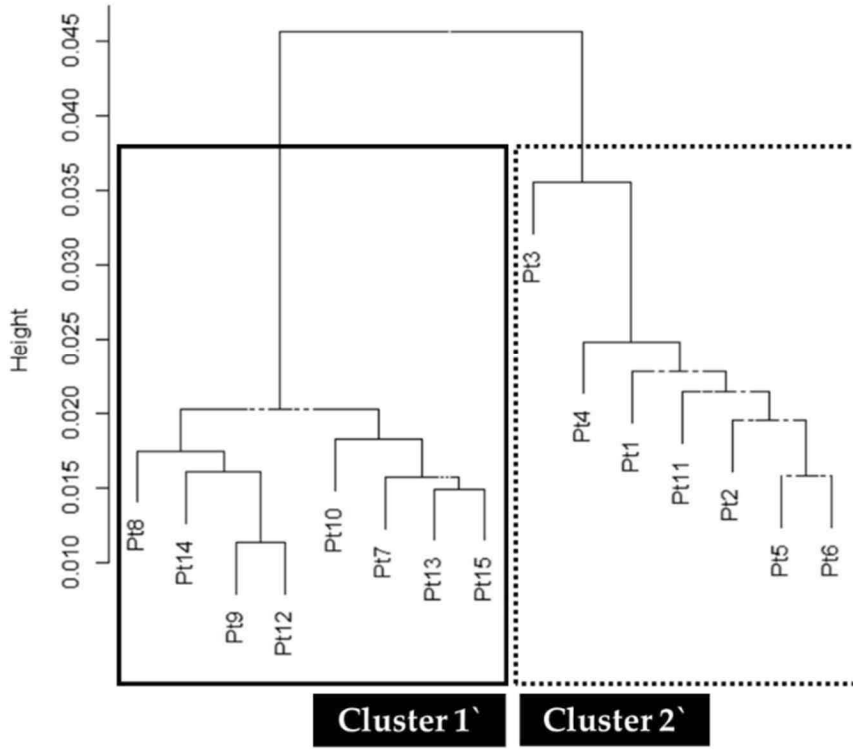 Height
0.045
0.040
0.035
0.030
0.025
0.020
0.015
0.010
Pt3
Pt4
Pt1
Pt11
Pt2
Pt5
Pt6
Pt8
Pt14
Pt9
Pt12
Pt10
Pt7
Pt13
Pt15
Cluster 1`
Cluster 2`